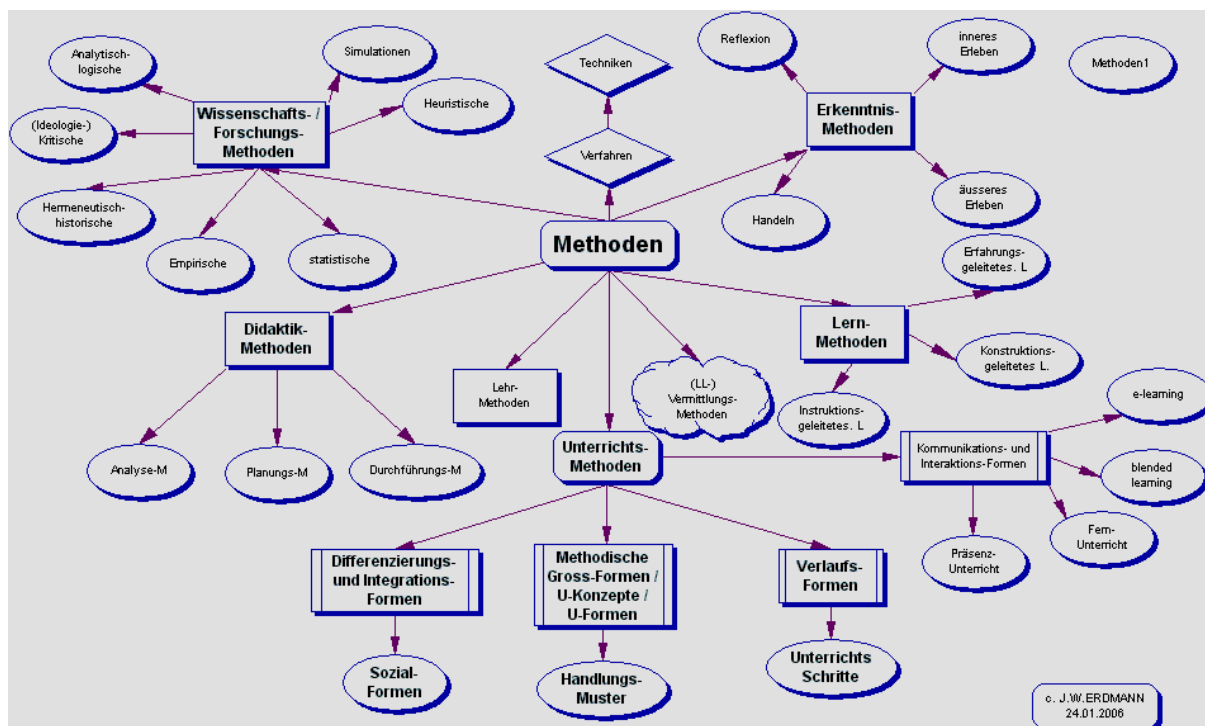 Analytisch-
logische
Simulationen
Techniken
Reflexion
inneres
Erleben
Methoden1
(Ideologie-)
Kritische
Wissenschafts- /
Forschungs-
Methoden
Heuristische
Verfahren
Erkenntnis-
Methoden
Hermeneutisch-
historische
Empirische
statistische
Handeln
äusseres
Erleben
Methoden
Erfahrungs-
geleitetes. L
Didaktik-
Methoden
Lern-
Methoden
Konstruktions-
geleitetes L.
Lehr-
Methoden
(LL-)
Vermittlungs-
Methoden
Instruktions-
geleitetes. L
e-learning
Analyse-M
Planungs-M
Durchführungs-M
Unterrichts-
Methoden
Kommunikations- und
Interaktions-Formen
blended
learning
Fern-
Unterricht
Präsenz-
Unterricht
Differenzierungs-
und Integrations-
Formen
Methodische
Gross-Formen /
U-Konzepte /
U-Formen
Verlaufs-
Formen
Sozial-
Formen
Handlungs-
Muster
Unterrichts
Schritte
c. J.W.ERDMANN
24.01.2006